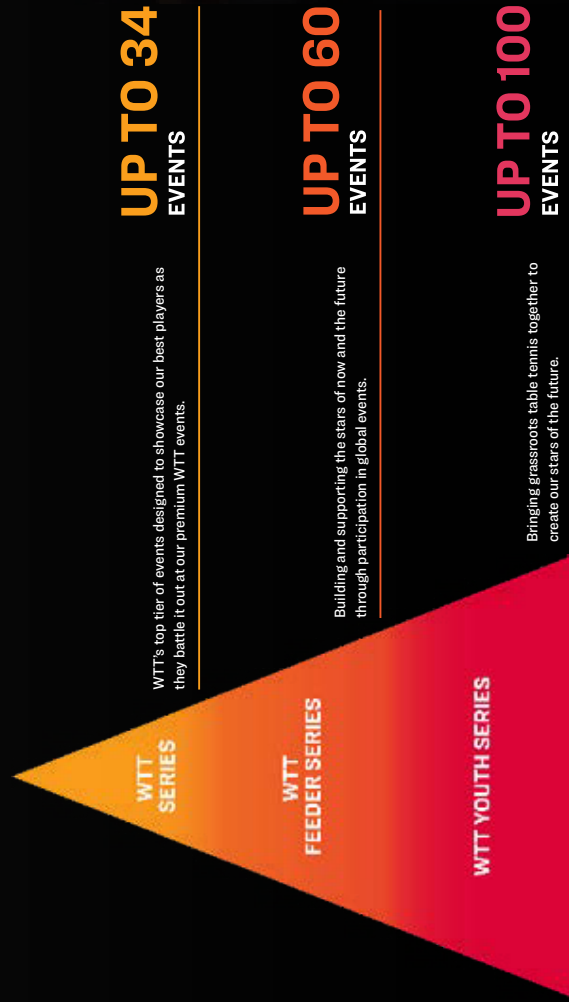 WTT
SERIES
WTT's top tier of events designed to showcase our best players as
they battle it out at our premium WTT events.
UP TO 34
EVENTS
WTT
FEEDER SERIES
Building and supporting the stars of now and the future
through participation in global events.
UP TO 60
EVENTS
WTT YOUTH SERIES
Bringing grassroots table tennis together to
create our stars of the future.
UP TO 100
EVENTS